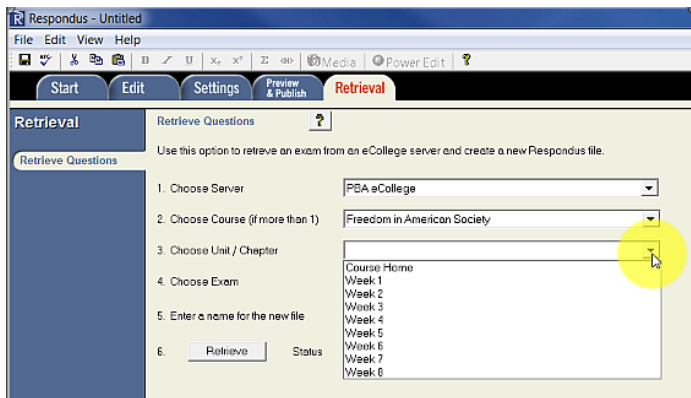 Respondus - Untitled
File Edit View Help
B I U X₂ X² Σ Media PowerEdit ?
Start Edit Settings Preview & Publish Retrieval
Retrieval
Retrieve Questions
Retrieve Questions ?
Use this option to retreve an exam from an eCollege server and create a new Respondus file.
1. Choose Server PBA eCollege
2. Choose Course (if more than 1) Freedom in American Society
3. Choose Unit / Chapter
Course Home
Week 1
4. Choose Exam
Week 2
Week 3
5. Enter a name for the new file
Week 4
Week 5
6. Retrieve Status
Week 6
Week 7
Week 8